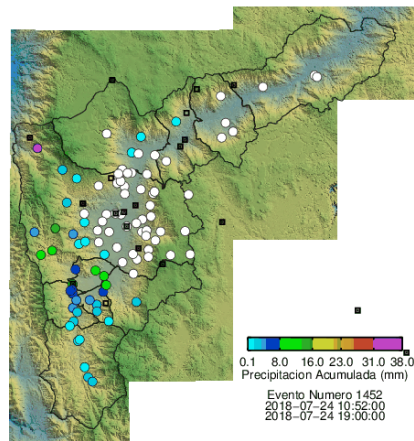 0.1 8.0 16.0 23.0 31.0 38.0
Precipitacion Acumulada (mm)
Evento Numero 1452
2018-07-24 10:52:00
2018-07-24 19:00:00